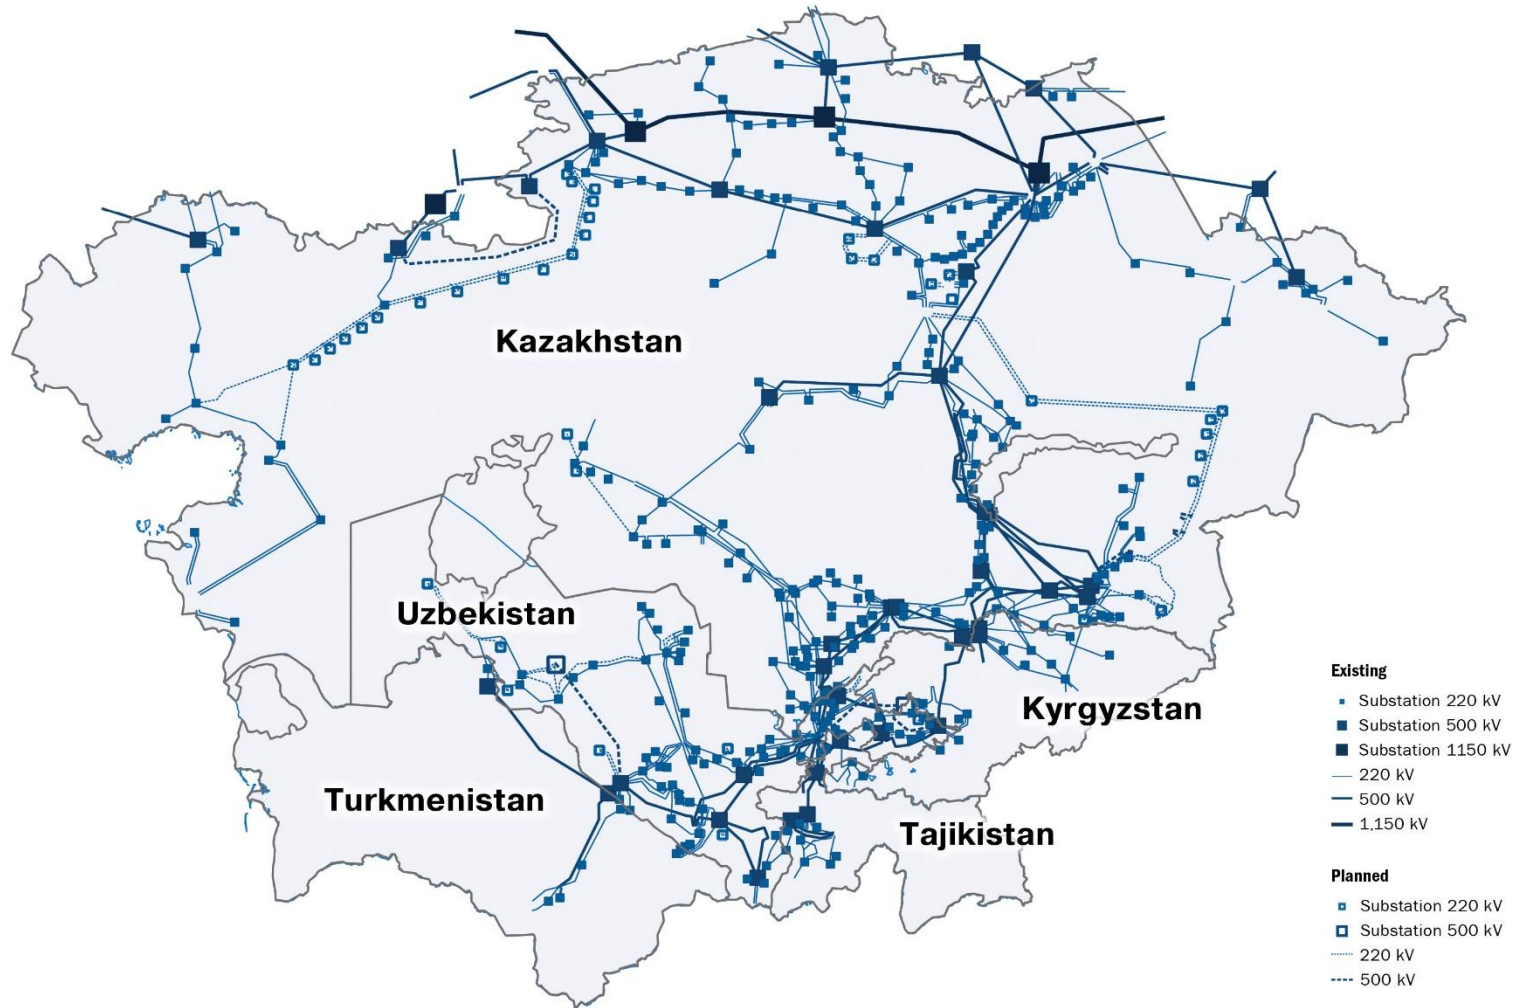 Kazakhstan
Uzbekistan
Kyrgyzstan
Turkmenistan
Tajikistan
Existing
Substation 220 kV
Substation 500 kV
Substation 1150 kV
220 kV
500 kV
1,150 kV
Planned
Substation 220 kV
Substation 500 kV
220 kV
500 kV